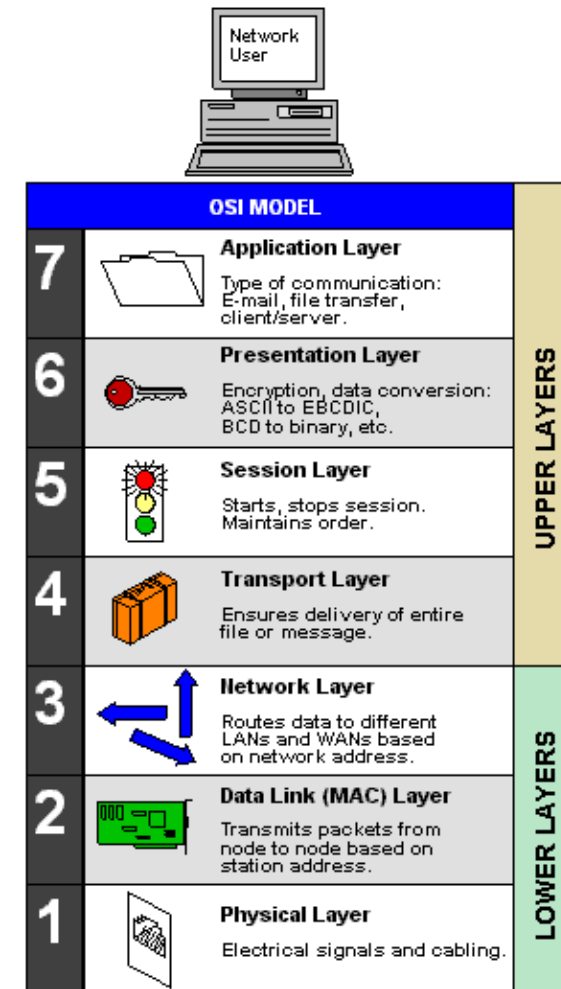 Network
User
OSI MODEL
7
Application Layer
Type of communication:
E-mail, file transfer,
client/server.
6
Presentation Layer
Encryption, data conversion:
ASCII to EBCDIC,
BCD to binary, etc.
5
Session Layer
Starts, stops session.
Maintains order.
4
Transport Layer
Ensures delivery of entire
file or message.
UPPER LAYERS
3
Network Layer
Routes data to different
LANs and WANs based
on network address.
2
Data Link (MAC) Layer
Transmits packets from
node to node based on
station address.
1
Physical Layer
Electrical signals and cabling.
LOWER LAYERS